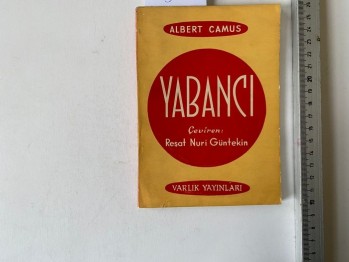 ALBERT CAMUS
YABANCI
Çeviren:
Reşat Nuri Güntekin
VARLIK YAYINLARI